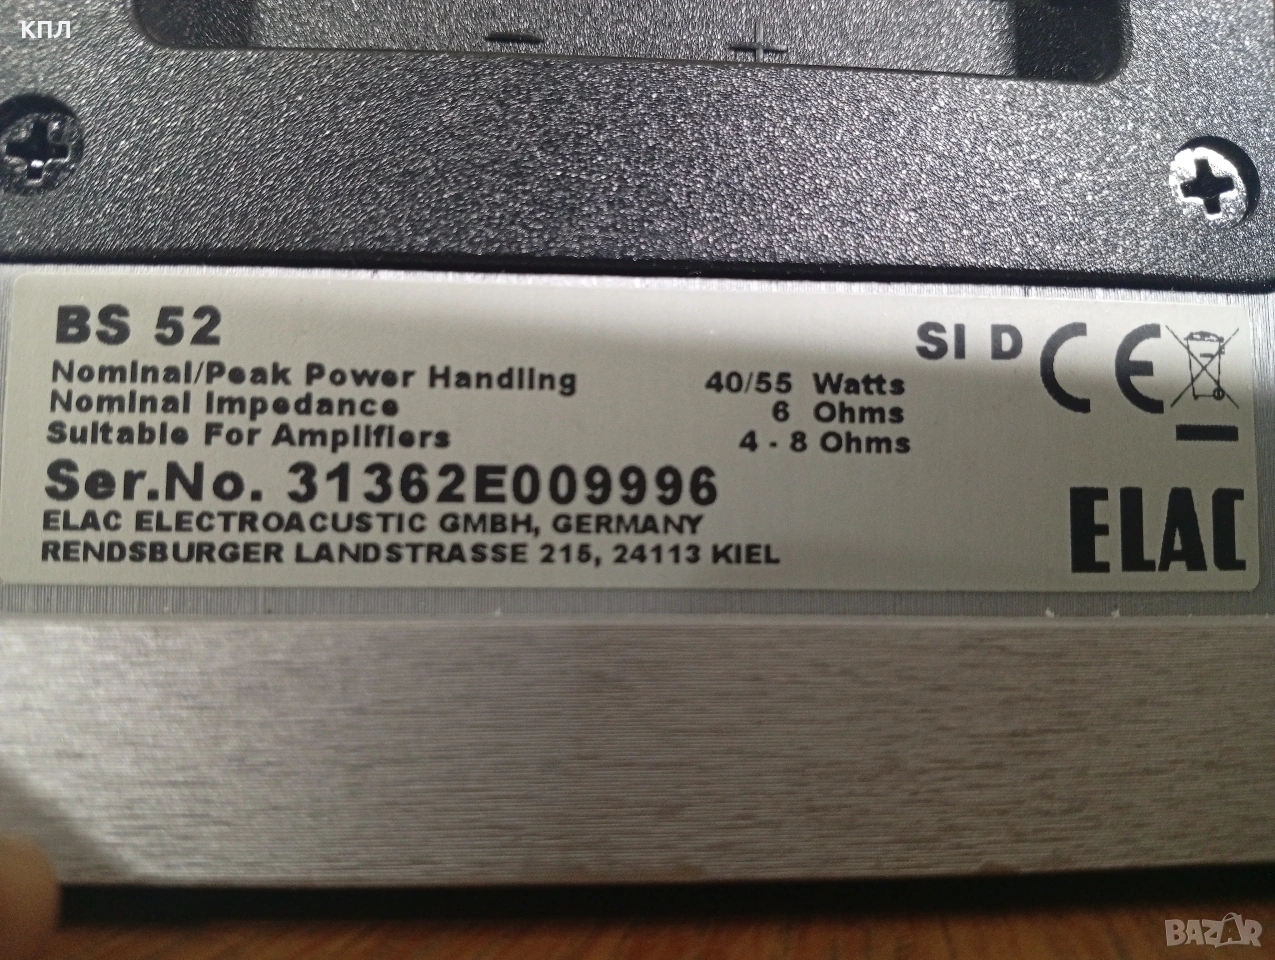 КПЛ
- +
BS 52
SI D CE
Nominal/Peak Power Handling 40/55 Watts
Nominal Impedance 6 Ohms
Suitable For Amplifiers 4 - 8 Ohms
Ser.No. 31362E009996
ELAC ELECTROACUSTIC GMBH, GERMANY
RENDSBURGER LANDSTRASSE 215, 24113 KIEL
ELAC
BAZAR